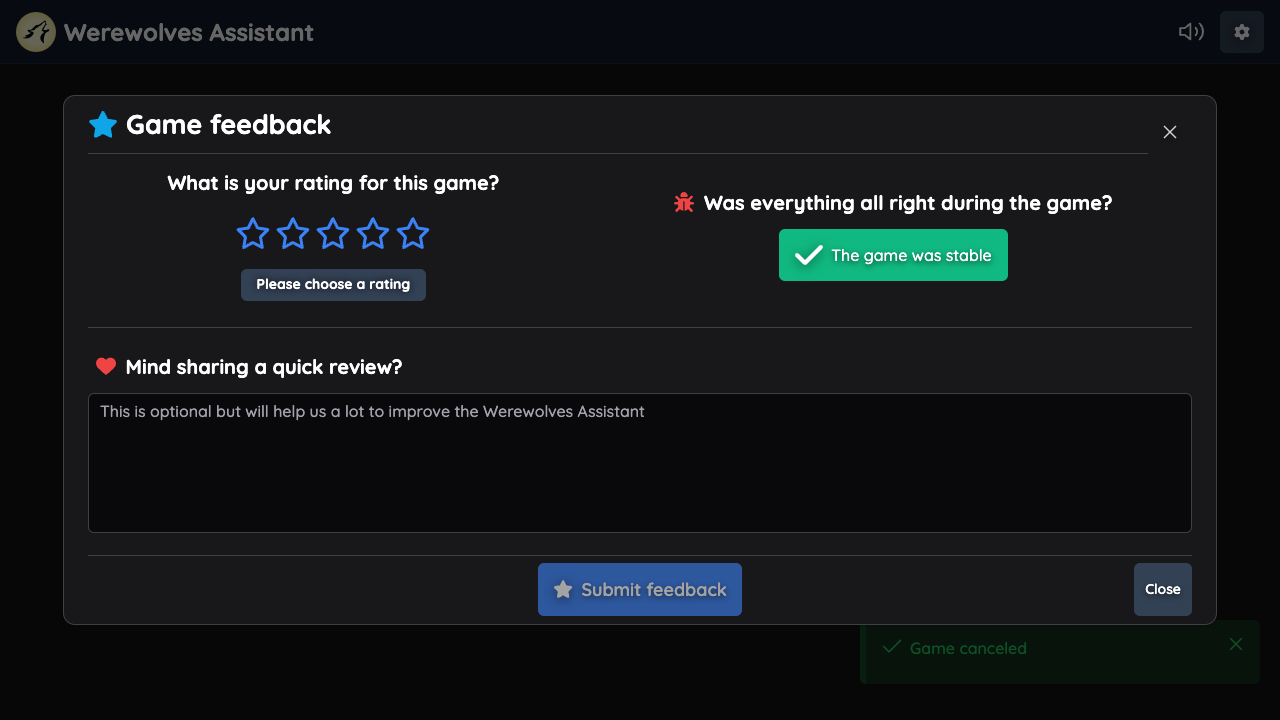 Werewolves Assistant
Game feedback
What is your rating for this game?
Please choose a rating
Was everything all right during the game?
The game was stable
Mind sharing a quick review?
This is optional but will help us a lot to improve the Werewolves Assistant
Submit feedback
Close
Game canceled